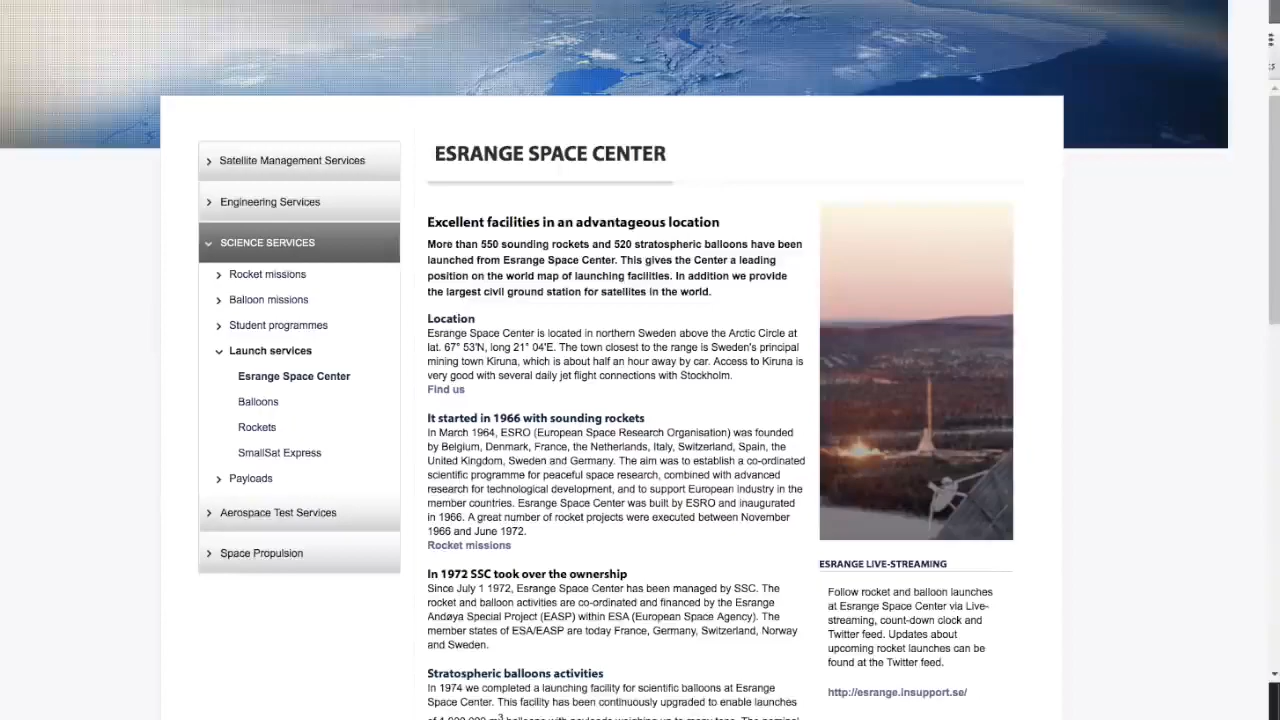 Satellite Management Services
Engineering Services
SCIENCE SERVICES
Rocket missions
Balloon missions
Student programmes
Launch services
Esrange Space Center
Balloons
Rockets
SmallSat Express
Payloads
Aerospace Test Services
Space Propulsion
ESRANGE SPACE CENTER
Excellent facilities in an advantageous location
More than 550 sounding rockets and 520 stratospheric balloons have been
launched from Esrange Space Center. This gives the Center a leading
position on the world map of launching facilities. In addition we provide
the largest civil ground station for satellites in the world.
Location
Esrange Space Center is located in northern Sweden above the Arctic Circle at
lat. 67° 53'N, long 21° 04'E. The town closest to the range is Sweden's principal
mining town Kiruna, which is about half an hour away by car. Access to Kiruna is
very good with several daily jet flight connections with Stockholm.
Find us
It started in 1966 with sounding rockets
In March 1964, ESRO (European Space Research Organisation) was founded
by Belgium, Denmark, France, the Netherlands, Italy, Switzerland, Spain, the
United Kingdom, Sweden and Germany. The aim was to establish a co-ordinated
scientific programme for peaceful space research, combined with advanced
research for technological development, and to support European industry in the
member countries. Esrange Space Center was built by ESRO and inaugurated
in 1966. A great number of rocket projects were executed between November
1966 and June 1972.
Rocket missions
In 1972 SSC took over the ownership
Since July 1 1972, Esrange Space Center has been managed by SSC. The
rocket and balloon activities are co-ordinated and financed by the Esrange
Andøya Special Project (EASP) within ESA (European Space Agency). The
member states of ESA/EASP are today France, Germany, Switzerland, Norway
and Sweden.
Stratospheric balloons activities
In 1974 we completed a launching facility for scientific balloons at Esrange
Space Center. This facility has been continuously upgraded to enable launches
ESRANGE LIVE-STREAMING
Follow rocket and balloon launches
at Esrange Space Center via Live-
streaming, count-down clock and
Twitter feed. Updates about
upcoming rocket launches can be
found at the Twitter feed.
http://esrange.insupport.se/